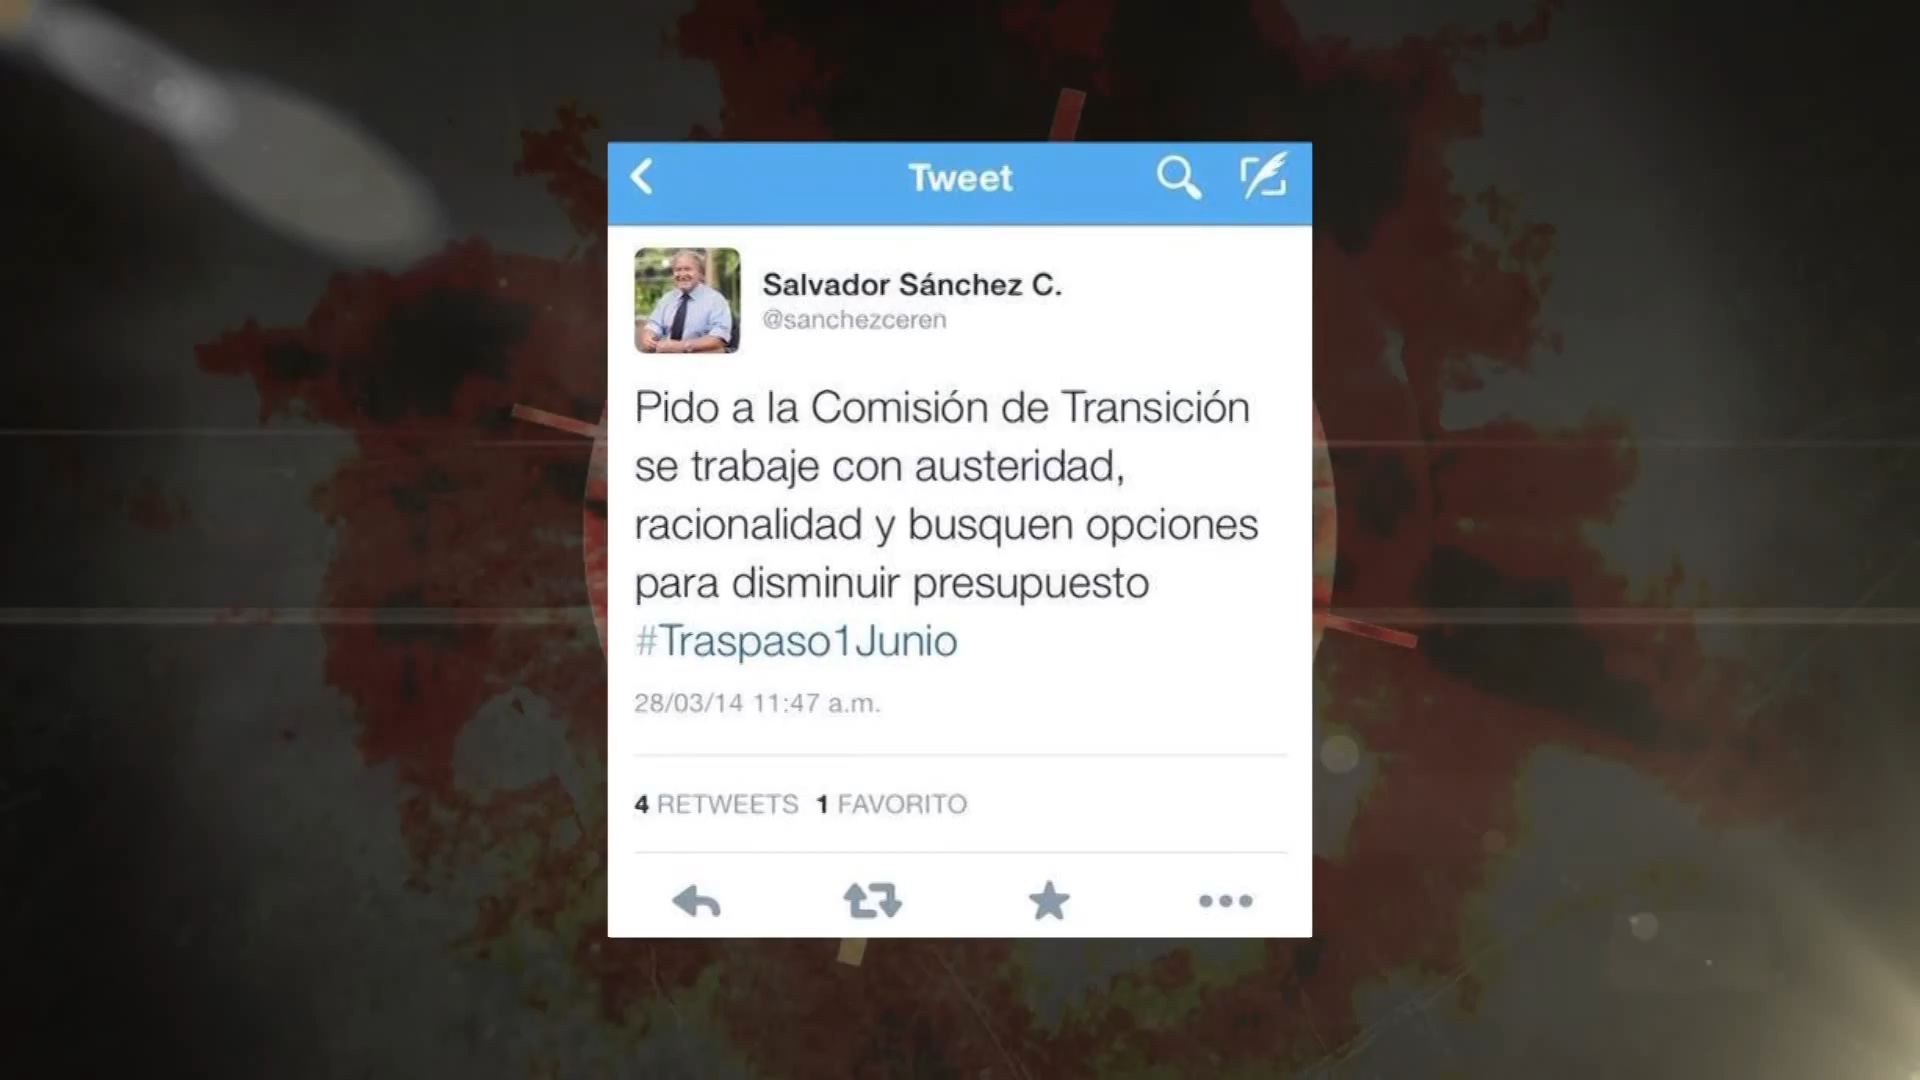 Tweet
Salvador Sánchez C.
@sanchezceren
Pido a la Comisión de Transición
se trabaje con austeridad,
racionalidad y busquen opciones
para disminuir presupuesto
#Traspaso1Junio
28/03/14 11:47 a.m.
4 RETWEETS 1 FAVORITO